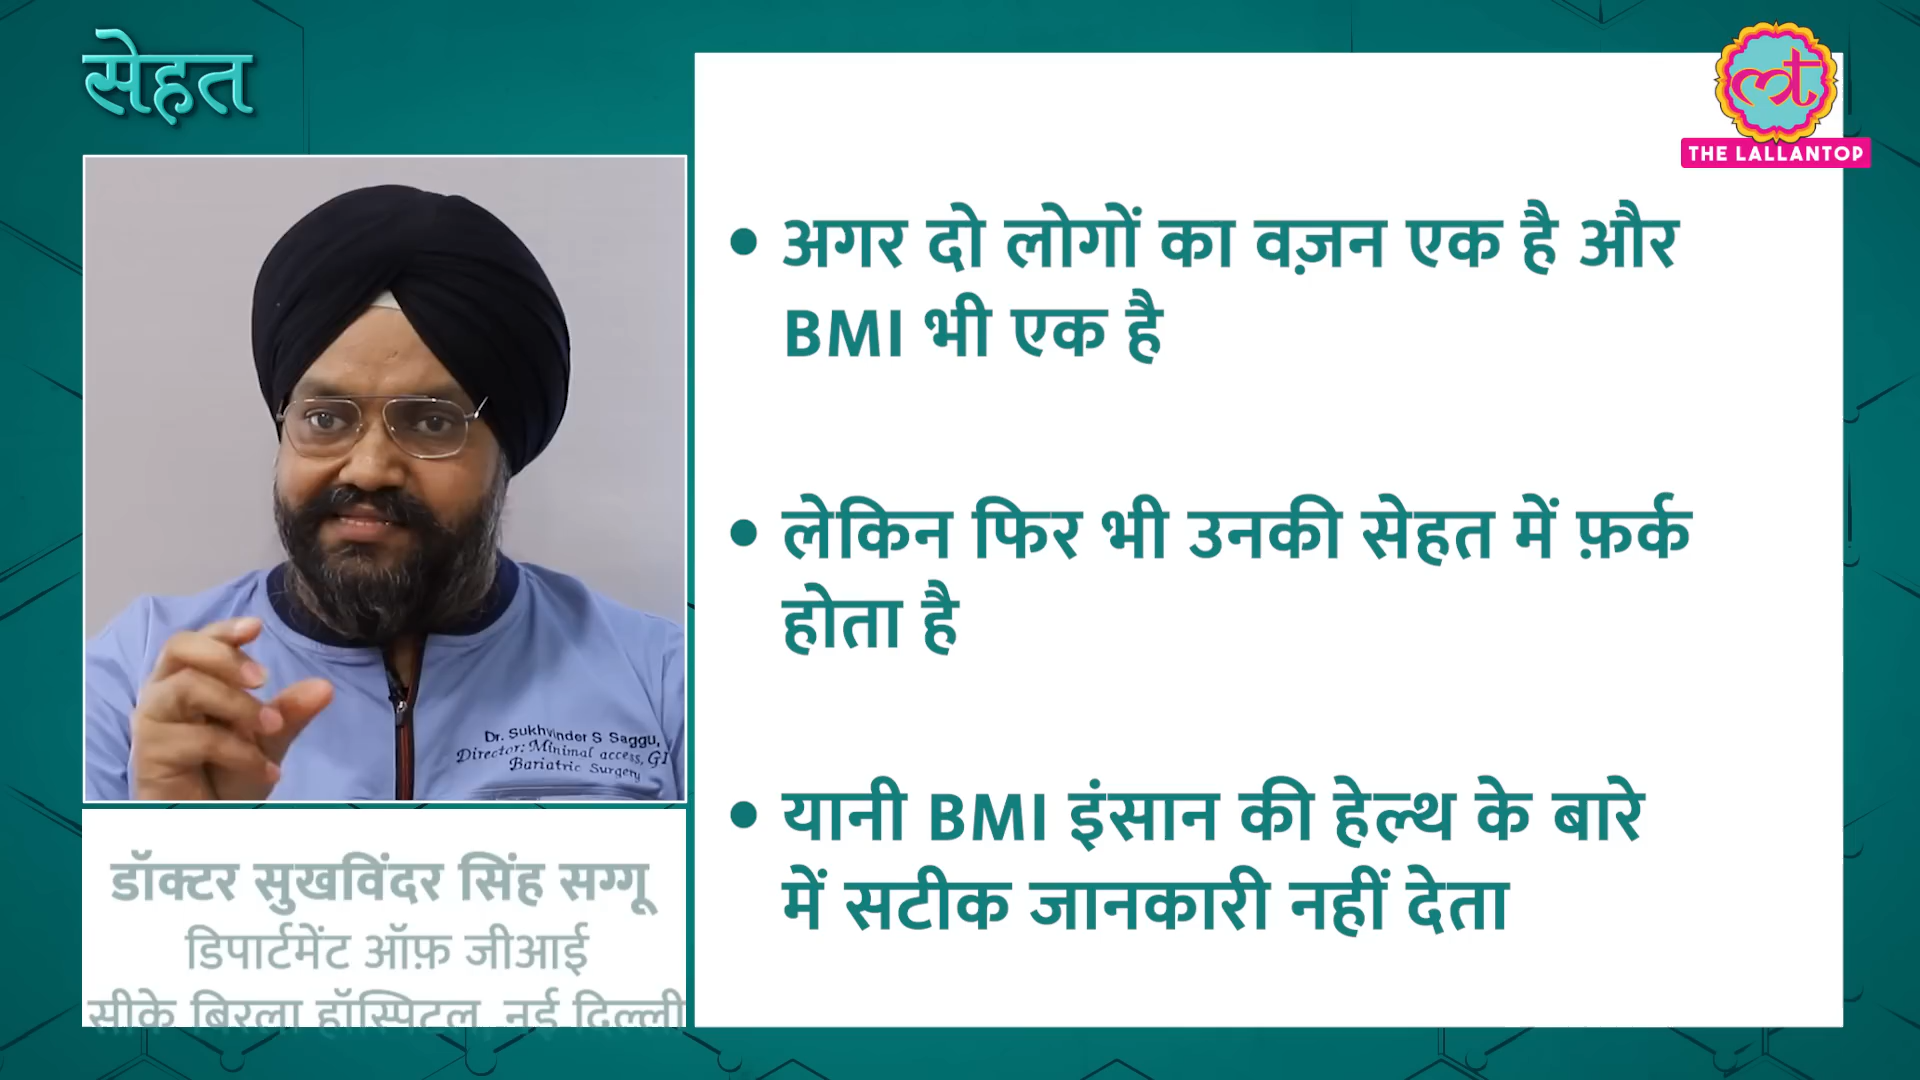 सेहत
THE LALLANTOP
• अगर दो लोगों का वज़न एक है और
BMI भी एक है
• लेकिन फिर भी उनकी सेहत में फ़र्क
होता है
• यानी BMI इंसान की हेल्थ के बारे
में सटीक जानकारी नहीं देता
Dr. Sukhvinder S Saggu,
Director: Minimal access, GI
Bariatric Surgery
डॉक्टर सुखविंदर सिंह सग्गू
डिपार्टमेंट ऑफ़ जीआई
सीके बिरला हॉस्पिटल, नई दिल्ली